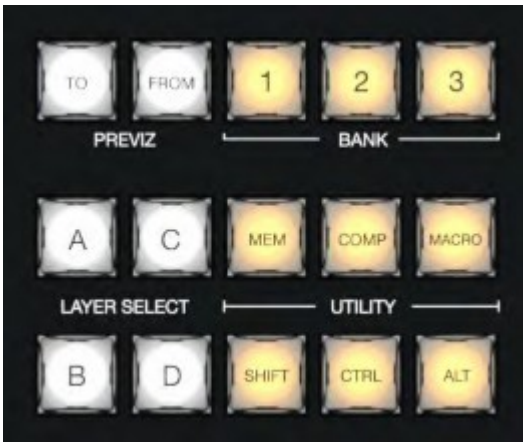 TO FROM 1 2 3
PREVIZ BANK
A C MEM COMP MACRO
LAYER SELECT UTILITY
B D SHIFT CTRL ALT